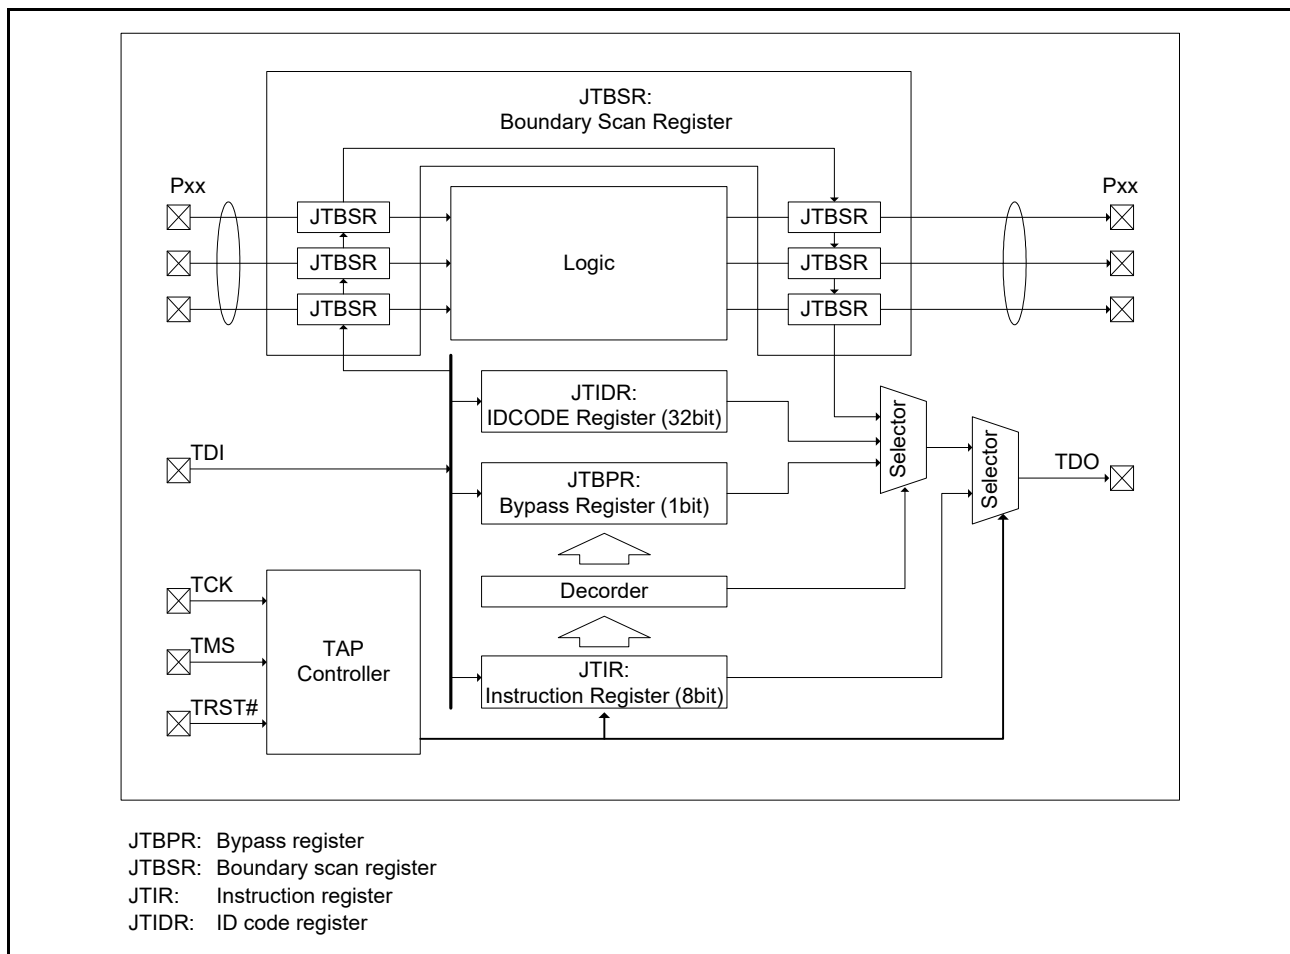 JTBSR:
Boundary Scan Register
Pxx
Pxx
JTBSR
JTBSR
JTBSR
JTBSR
Logic
JTBSR
JTBSR
JTIDR:
IDCODE Register (32bit)
Selector
Selector
TDI
TDO
JTBPR:
Bypass Register (1bit)
TCK
Decorder
TMS
TAP
Controller
JTIR:
Instruction Register (8bit)
TRST#
JTBPR: Bypass register
JTBSR: Boundary scan register
JTIR: Instruction register
JTIDR: ID code register